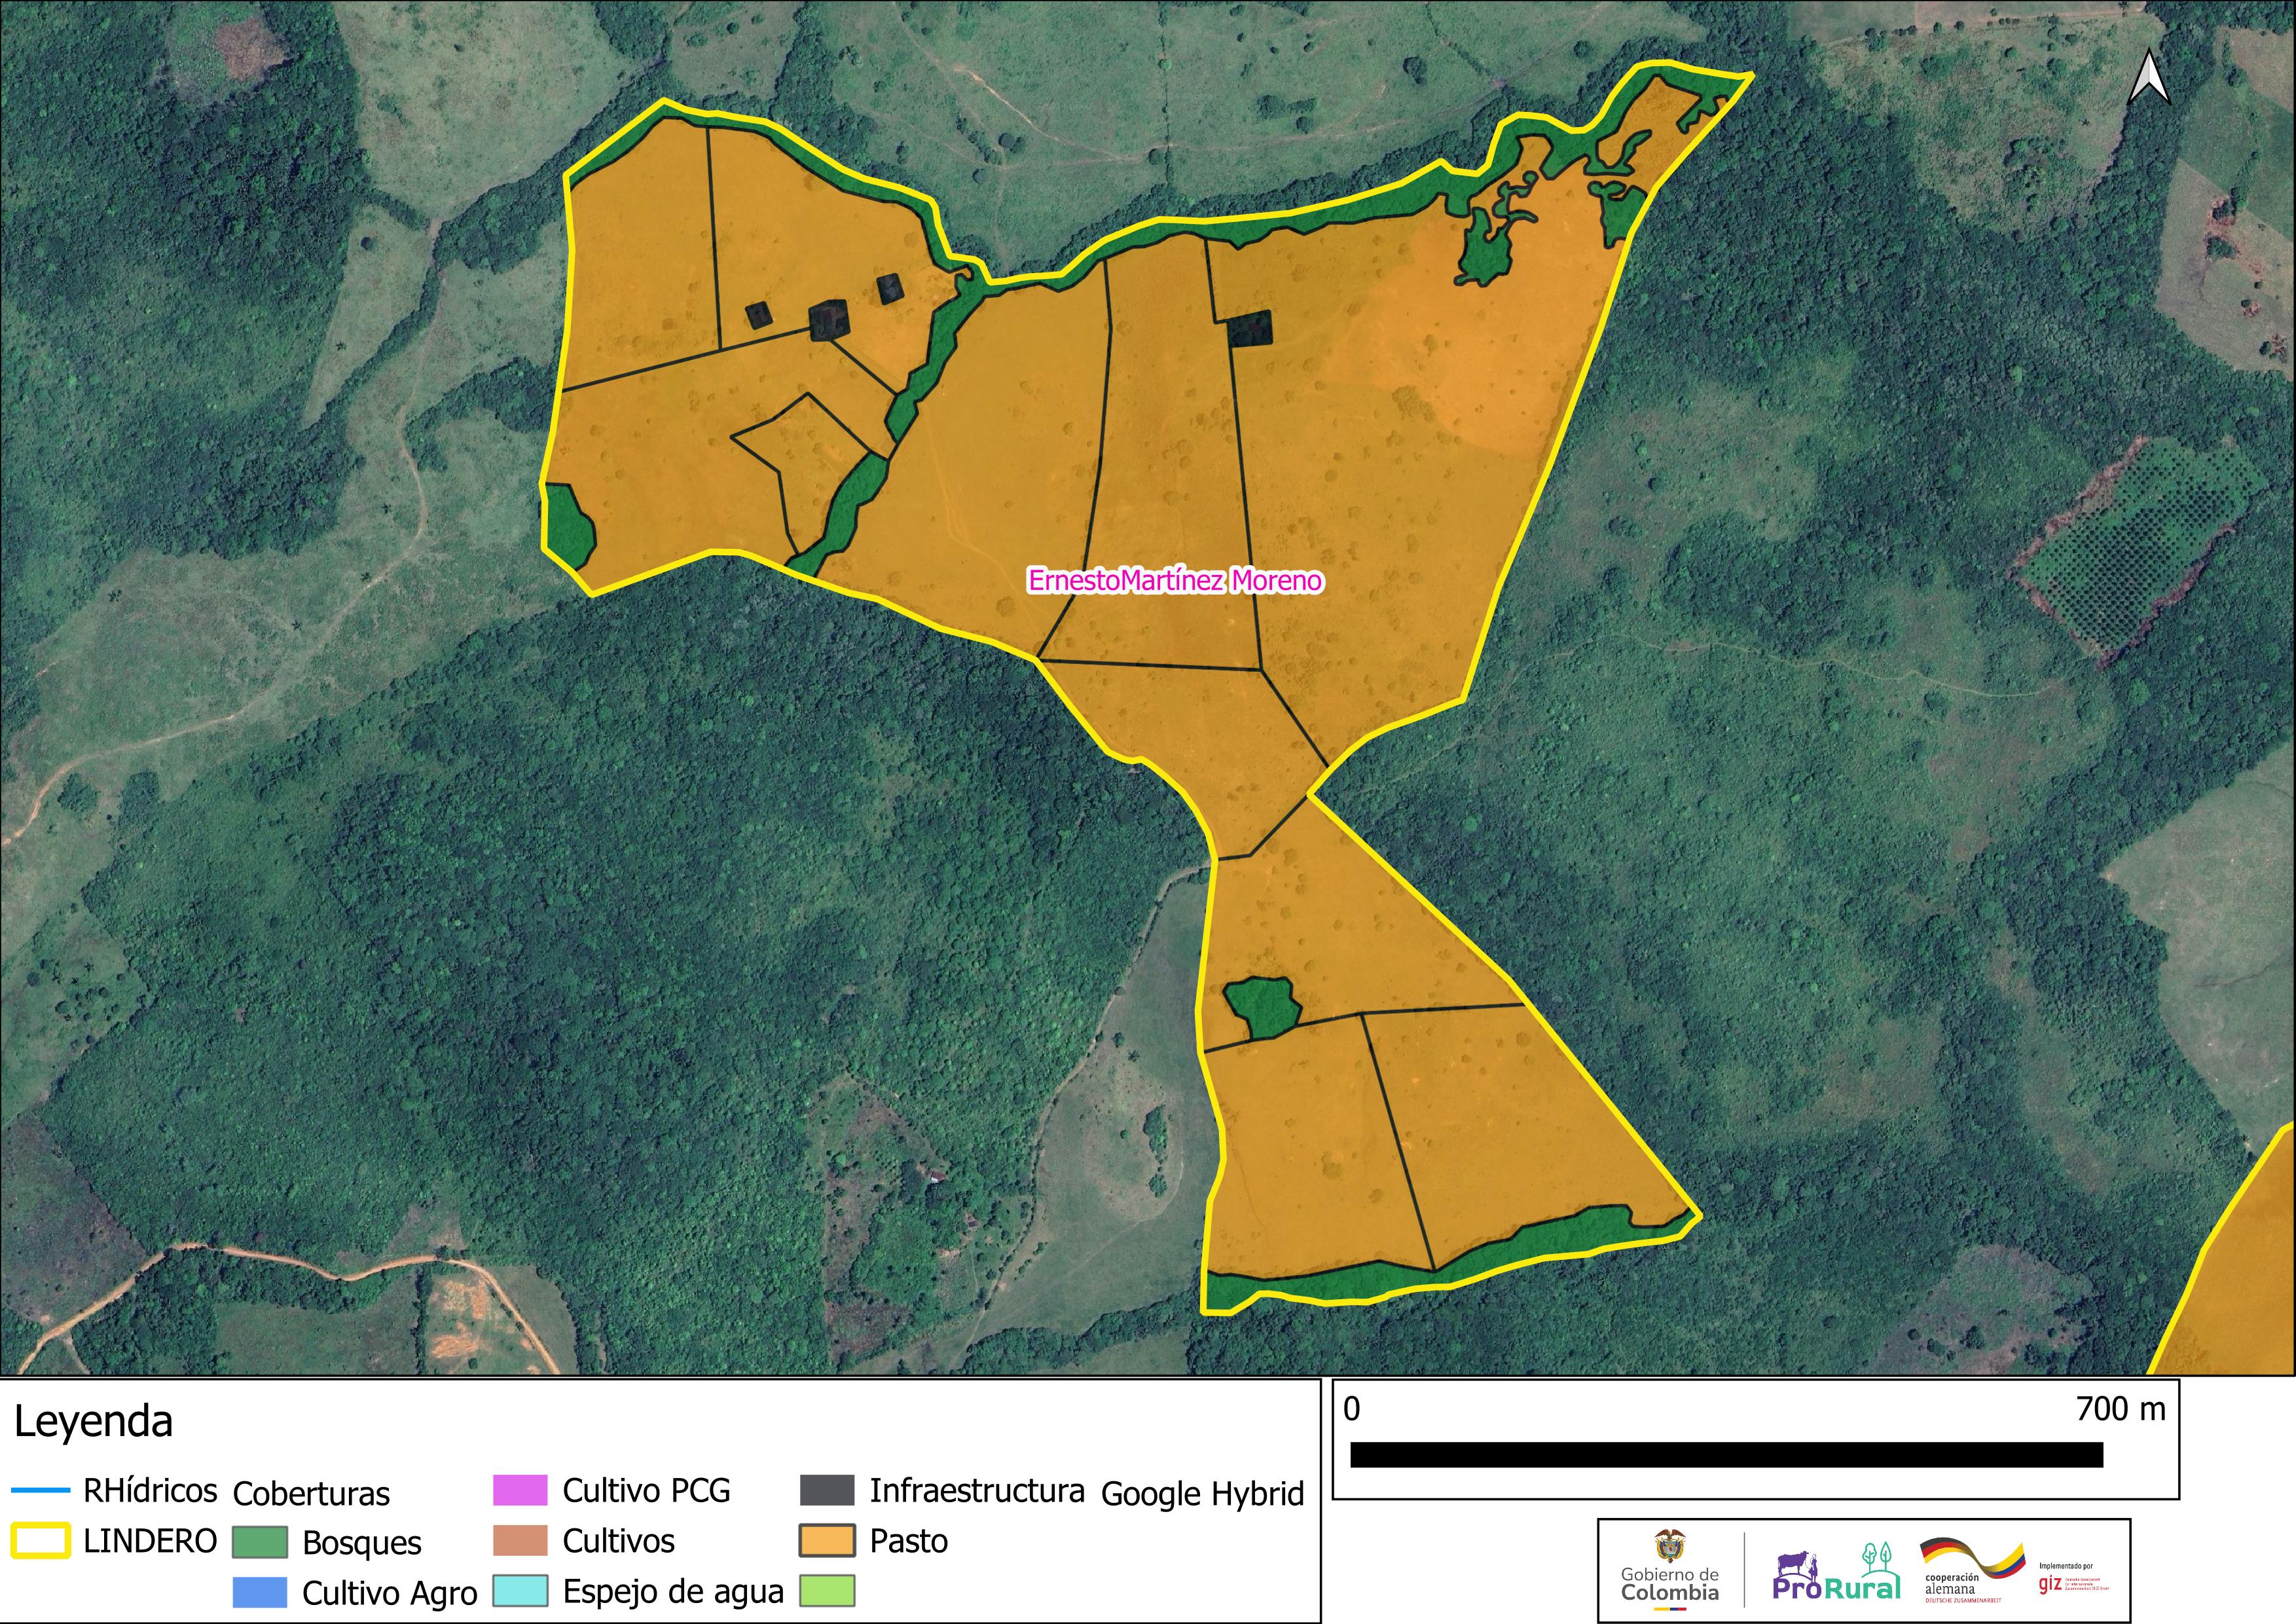 ErnestoMartínez Moreno
Leyenda
RHídricos
LINDERO
Coberturas
Bosques
Cultivo Agro
Cultivo PCG
Cultivos
Espejo de agua
Infraestructura
Pasto
Google Hybrid
0 700 m
Gobierno de
Colombia
ProRural
cooperación
alemana
DEUTSCHE ZUSAMMENARBEIT
Implementado por
giz